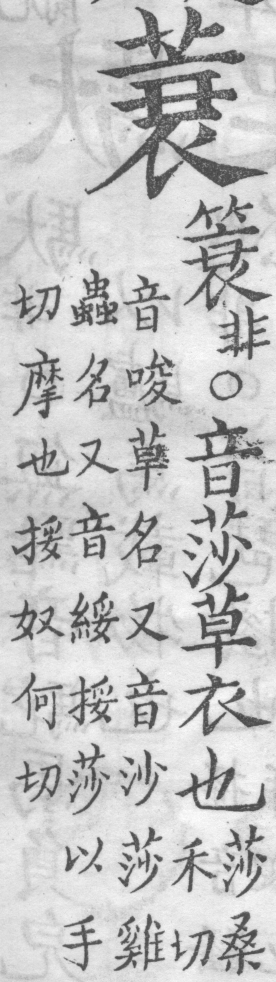 蓑
簑非○音莎草衣也莎桑
禾切
音唆草名又音沙莎雞
蟲名又音綏挼莎以手
切摩也挼奴何切